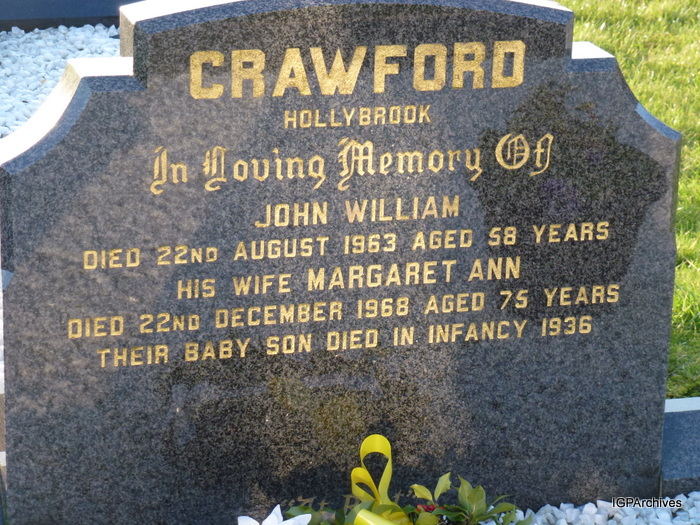 CRAWFORD
HOLLYBROOK
In Loving Memory Of
JOHN WILLIAM
DIED 22ND AUGUST 1963 AGED 58 YEARS
HIS WIFE MARGARET ANN
DIED 22ND DECEMBER 1968 AGED 75 YEARS
THEIR BABY SON DIED IN INFANCY 1936
IGPArchives